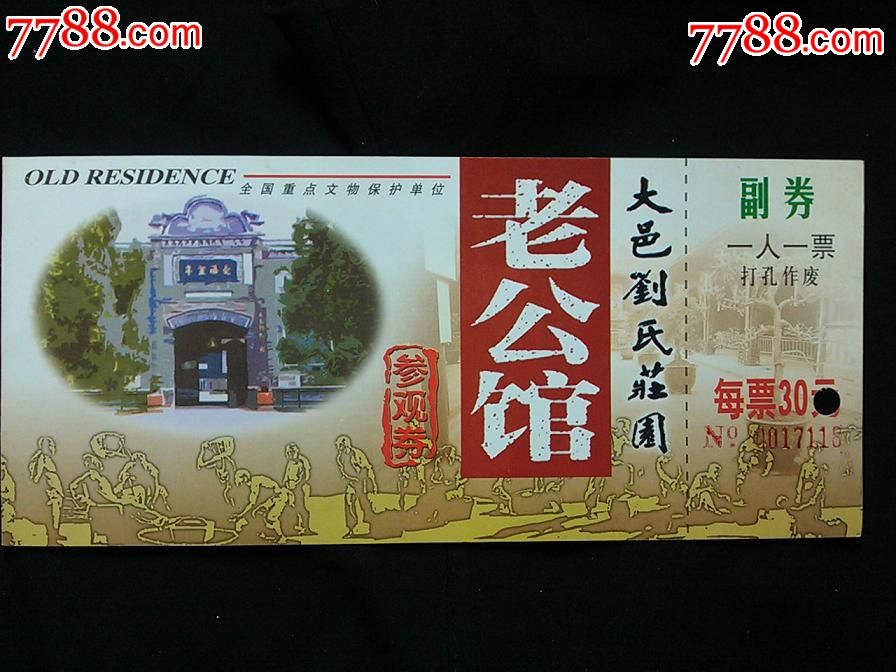 7788.com
7788.com
OLD RESIDENCE
全国重点文物保护单位
参观券
老公馆
大邑劉氏莊園
副券
一人一票
打孔作废
每票30元
No 0017118